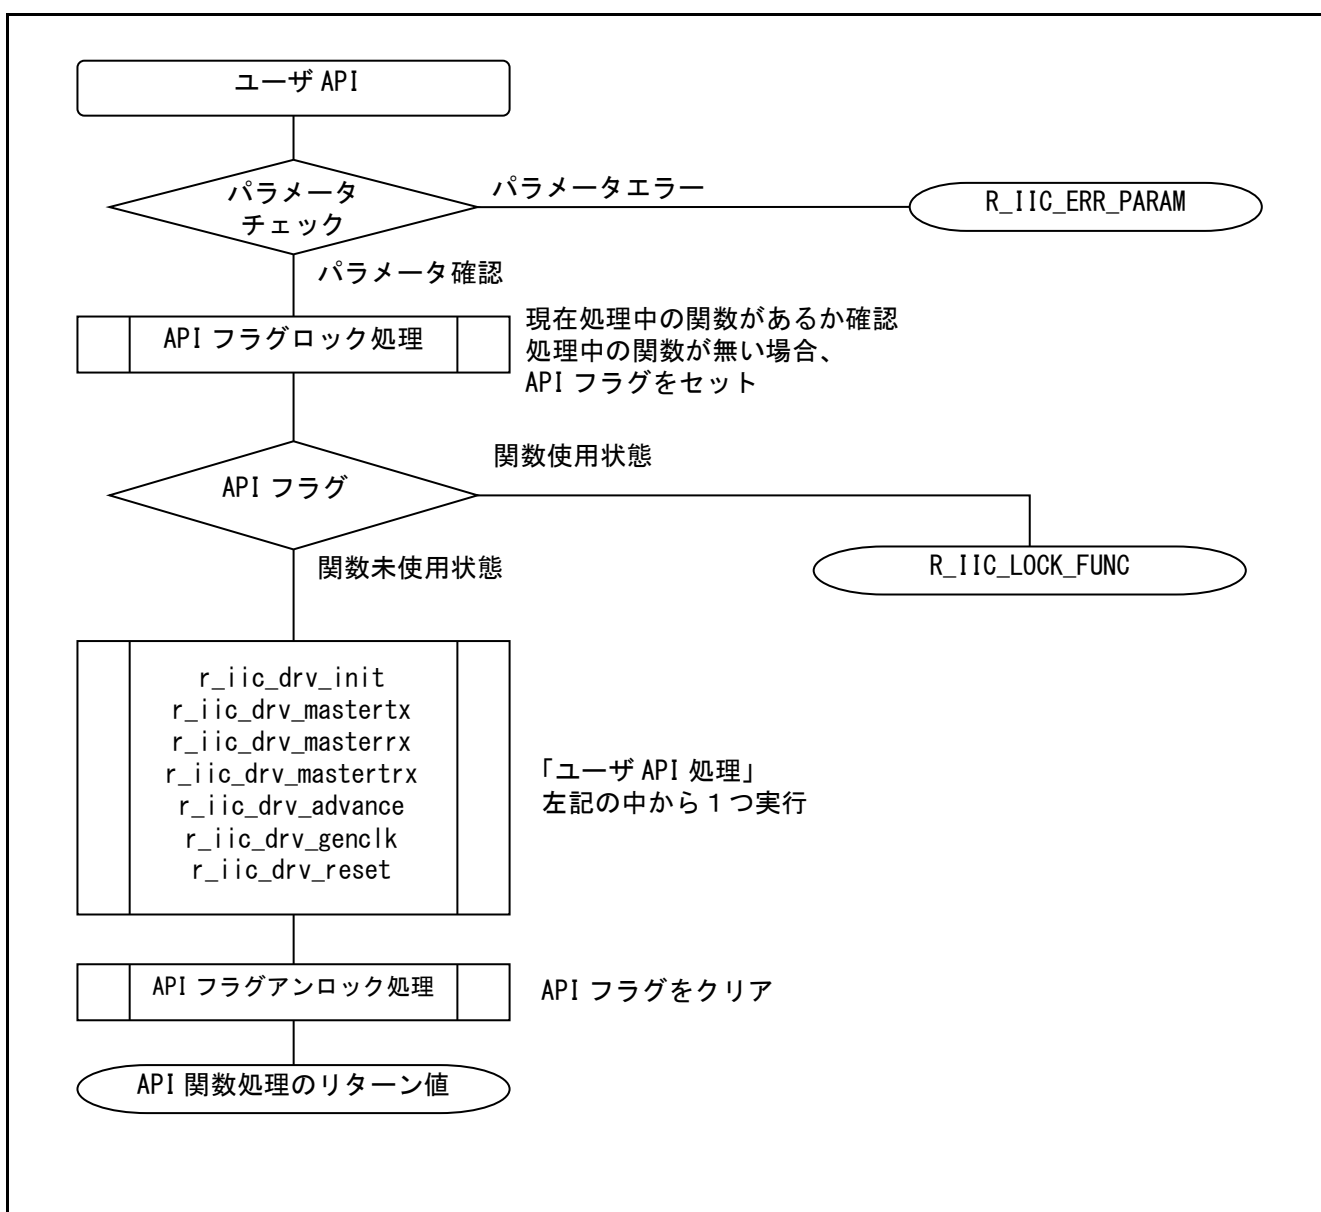 ユーザ API
パラメータ
チェック
パラメータエラー
R_IIC_ERR_PARAM
パラメータ確認
API フラグロック処理
現在処理中の関数があるか確認
処理中の関数が無い場合、
API フラグをセット
API フラグ
関数使用状態
R_IIC_LOCK_FUNC
関数未使用状態
r_iic_drv_init
r_iic_drv_mastertx
r_iic_drv_masterrx
r_iic_drv_mastertrx
r_iic_drv_advance
r_iic_drv_genclk
r_iic_drv_reset
「ユーザ API 処理」
左記の中から１つ実行
API フラグアンロック処理
API フラグをクリア
API 関数処理のリターン値